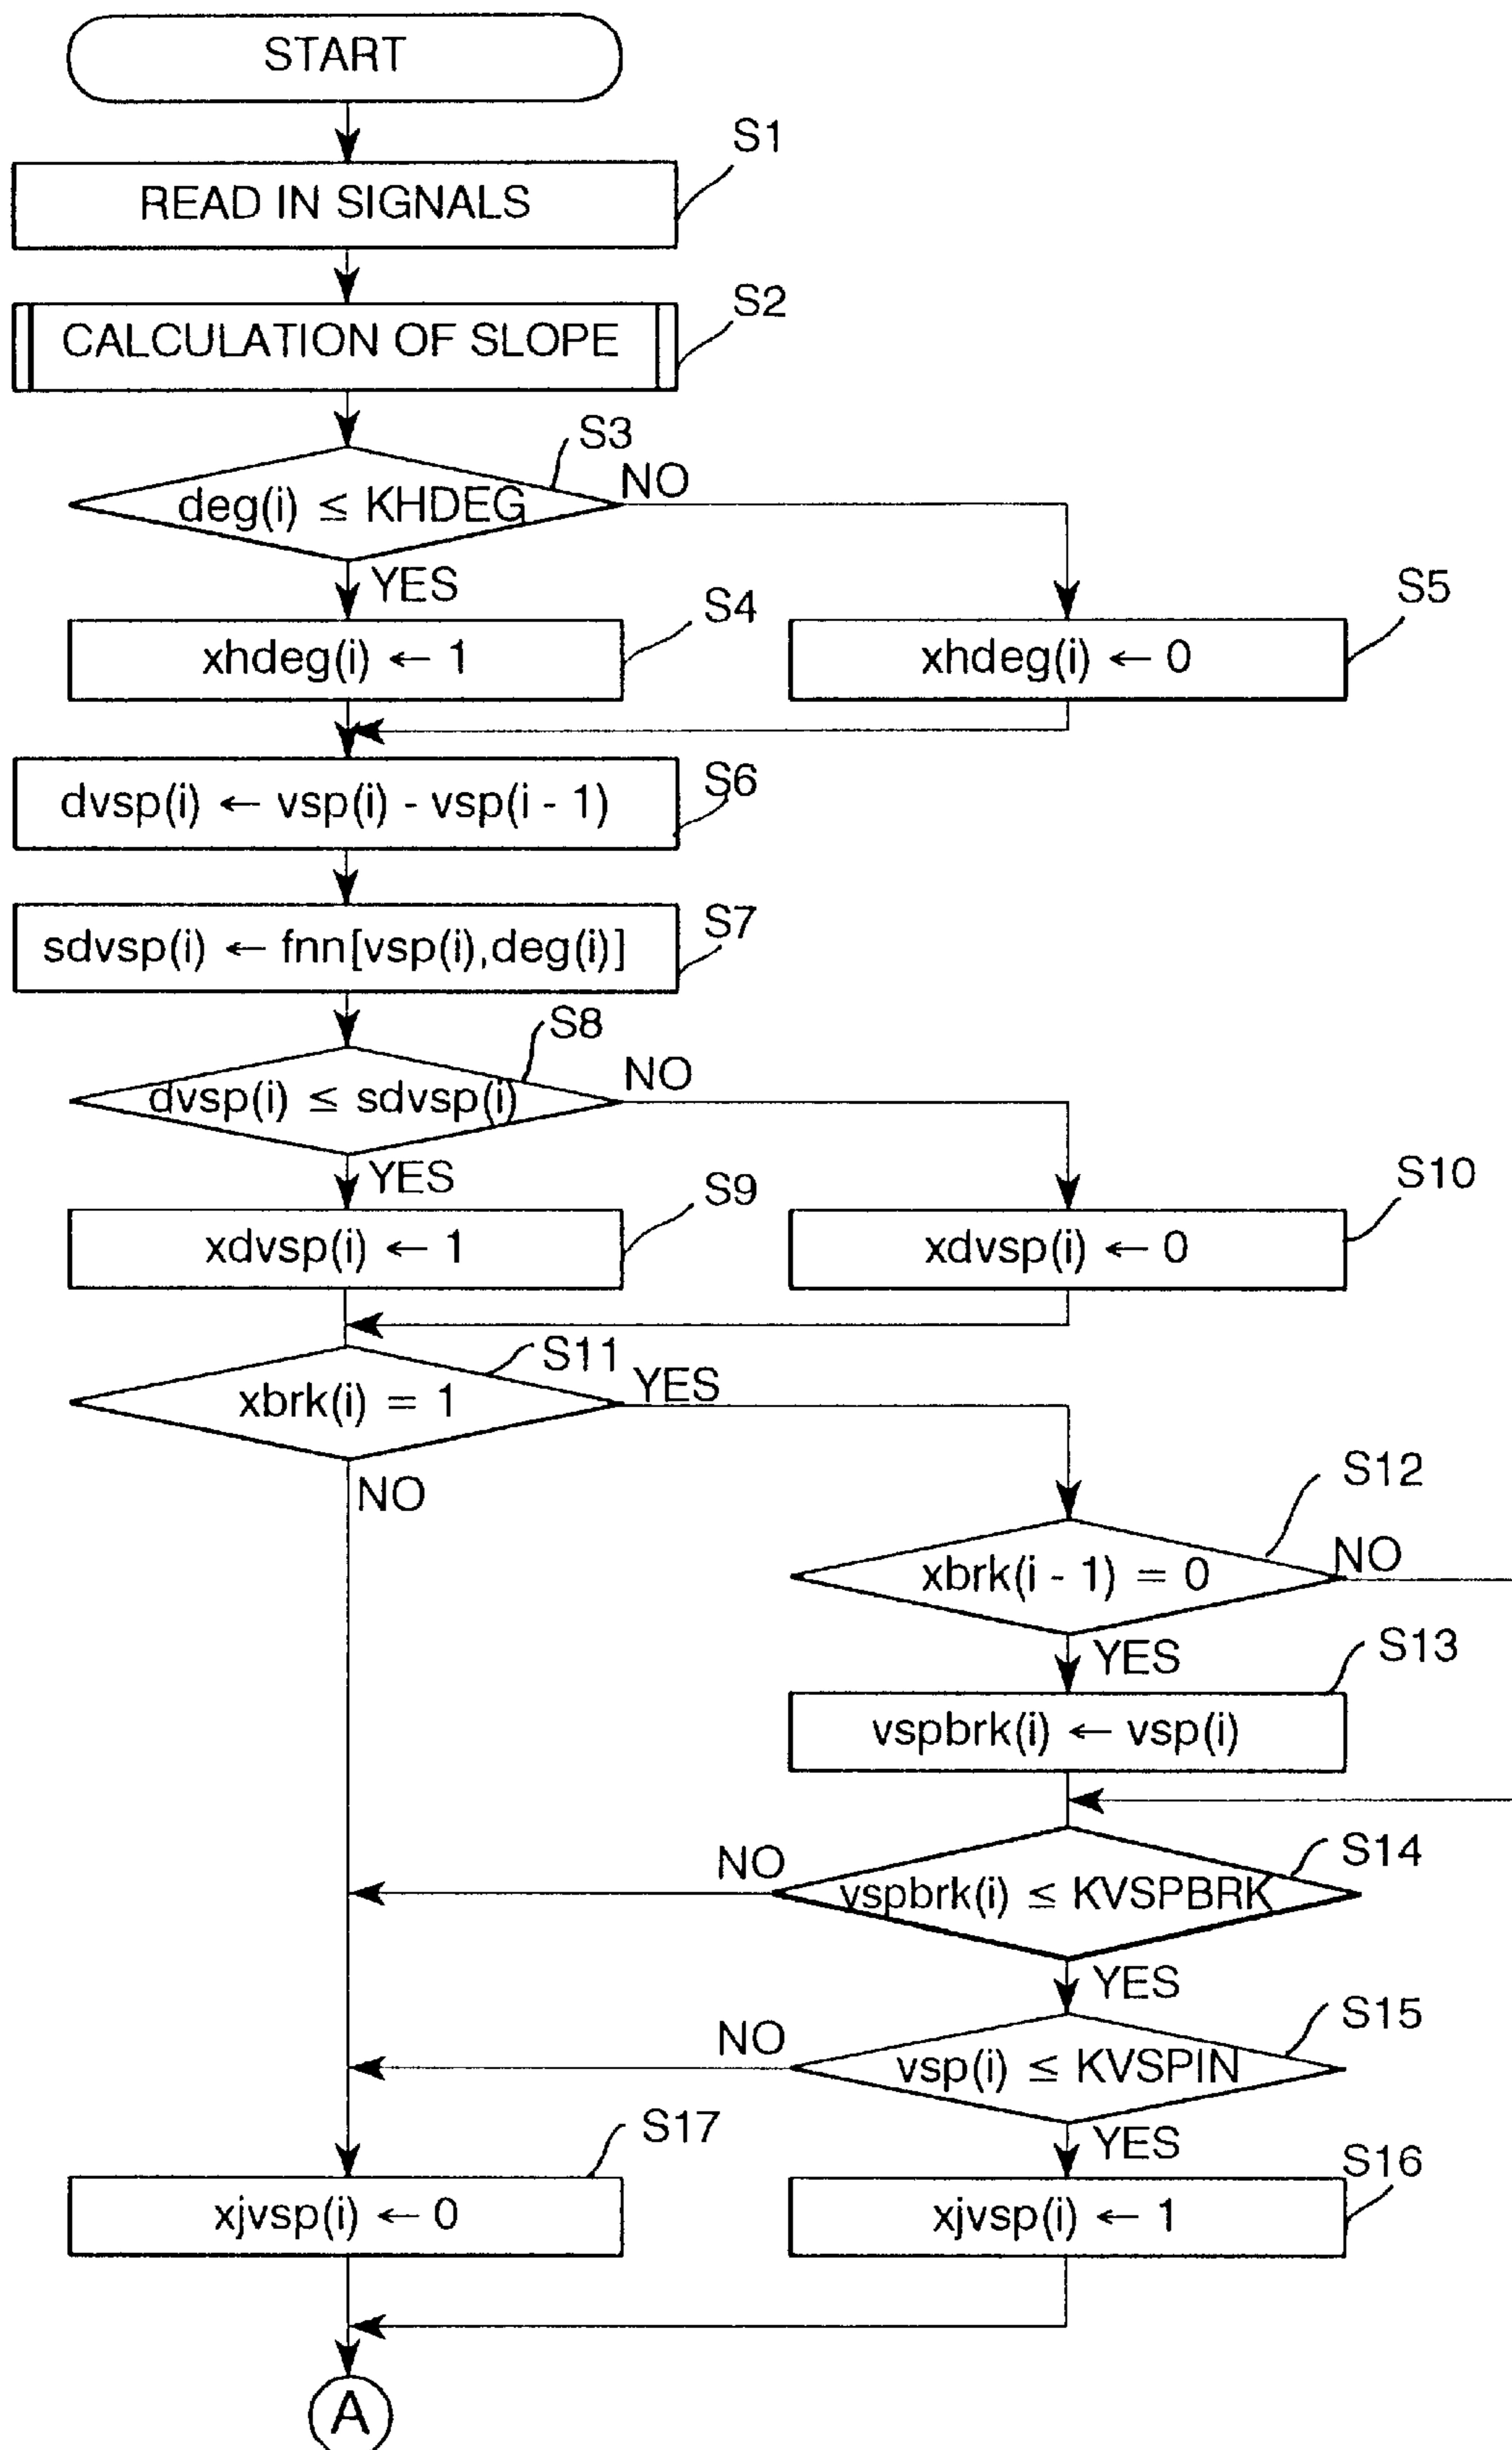 START
S1
READ IN SIGNALS
S2
CALCULATION OF SLOPE
S3
deg(i) ≤ KHDEG
NO
YES
S4
xhdeg(i) ← 1
S5
xhdeg(i) ← 0
S6
dvsp(i) ← vsp(i) - vsp(i - 1)
S7
sdvsp(i) ← fnn[vsp(i),deg(i)]
S8
dvsp(i) ≤ sdvsp(i)
NO
YES
S9
xdvsp(i) ← 1
S10
xdvsp(i) ← 0
S11
xbrk(i) = 1
YES
NO
S12
xbrk(i - 1) = 0
NO
YES
S13
vspbrk(i) ← vsp(i)
S14
NO
vspbrk(i) ≤ KVSPBRK
YES
S15
NO
vsp(i) ≤ KVSPIN
YES
S17
xjvsp(i) ← 0
S16
xjvsp(i) ← 1
A